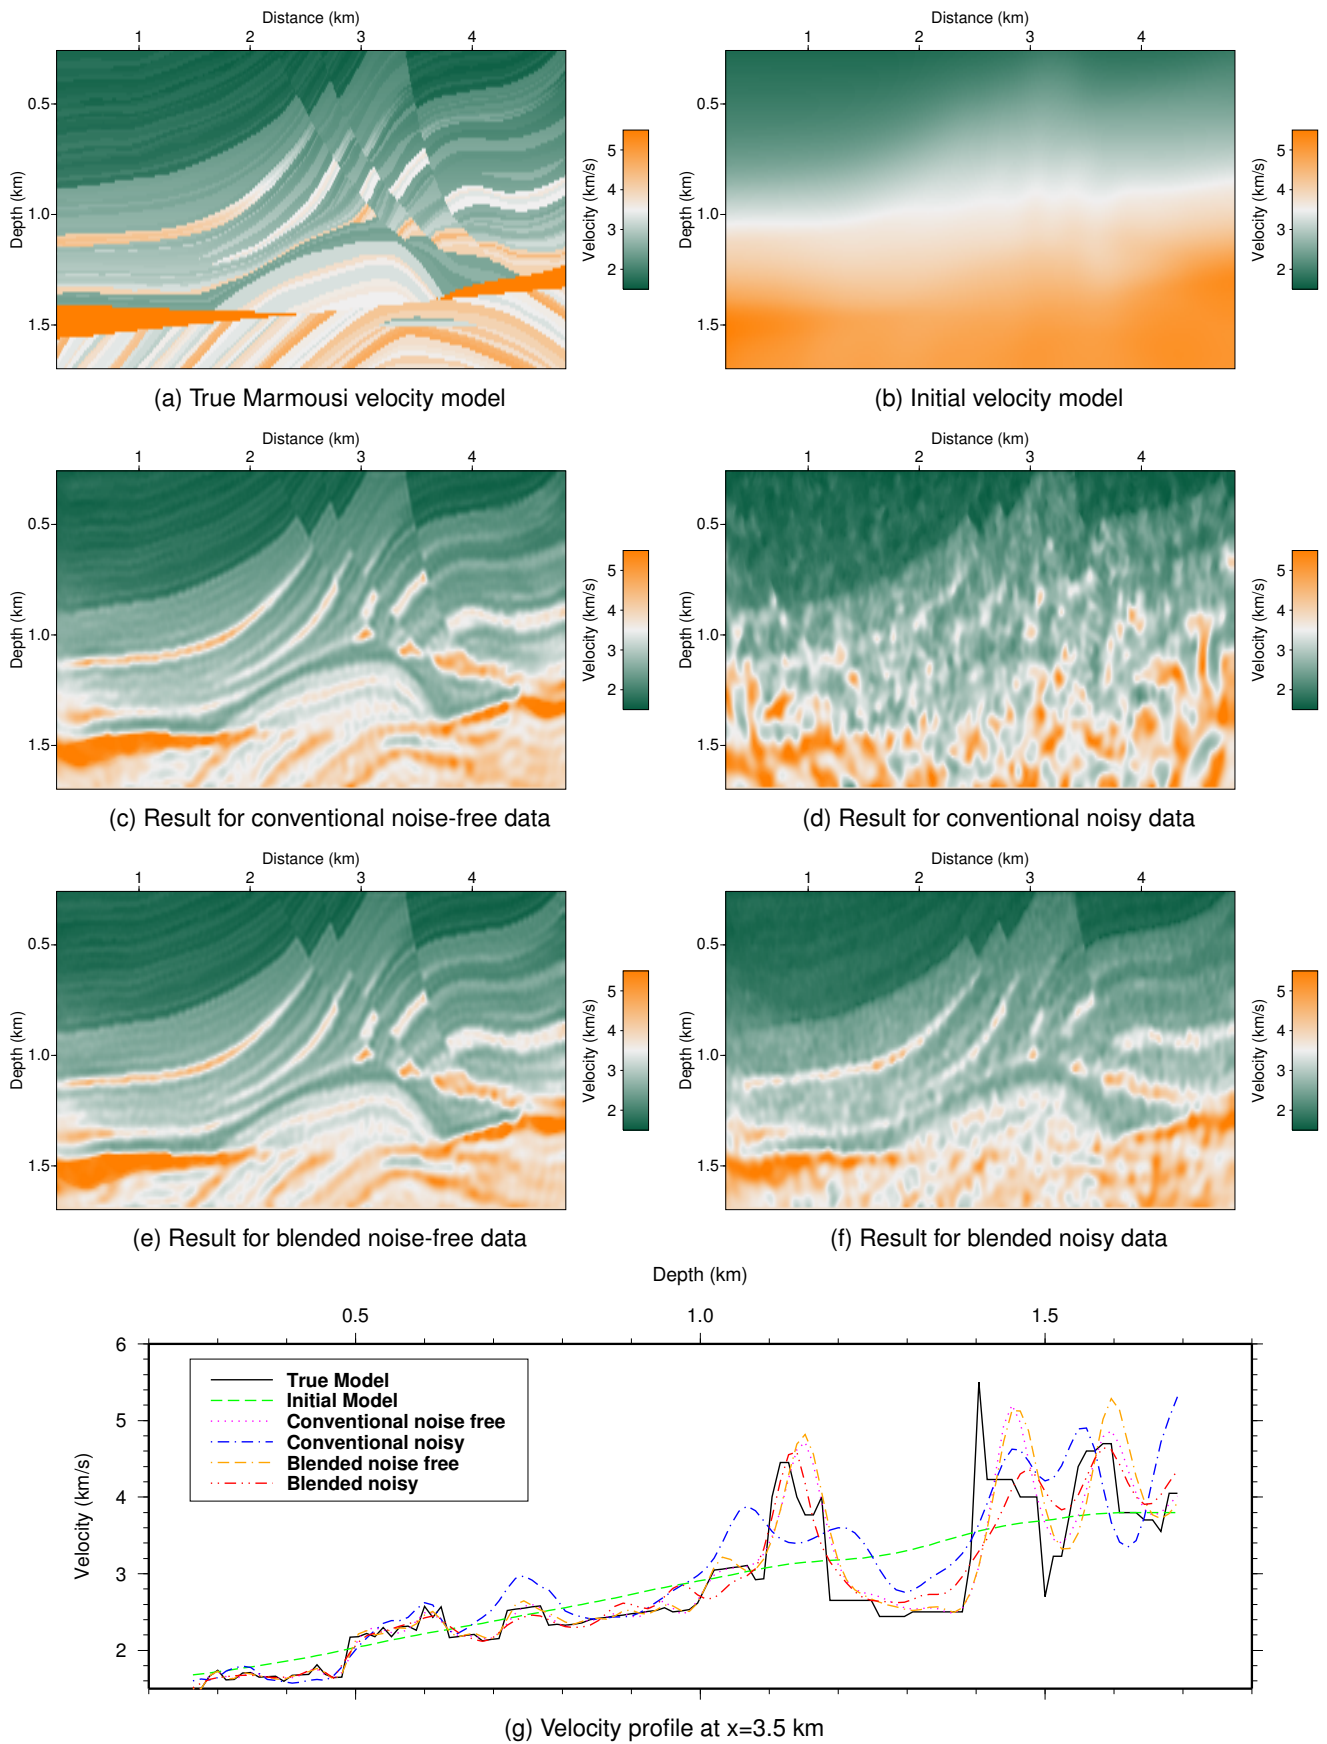 Distance (km)
1 2 3 4
0.5
1.0
1.5
Depth (km)
5
4
3
2
Velocity (km/s)
(a) True Marmousi velocity model
Distance (km)
1 2 3 4
0.5
1.0
1.5
Depth (km)
5
4
3
2
Velocity (km/s)
(b) Initial velocity model
Distance (km)
1 2 3 4
0.5
1.0
1.5
Depth (km)
5
4
3
2
Velocity (km/s)
(c) Result for conventional noise-free data
Distance (km)
1 2 3 4
0.5
1.0
1.5
Depth (km)
5
4
3
2
Velocity (km/s)
(d) Result for conventional noisy data
Distance (km)
1 2 3 4
0.5
1.0
1.5
Depth (km)
5
4
3
2
Velocity (km/s)
(e) Result for blended noise-free data
Distance (km)
1 2 3 4
0.5
1.0
1.5
Depth (km)
5
4
3
2
Velocity (km/s)
(f) Result for blended noisy data
Depth (km)
0.5 1.0 1.5
6
5
4
3
2
Velocity (km/s)
True Model
Initial Model
Conventional noise free
Conventional noisy
Blended noise free
Blended noisy
(g) Velocity profile at x=3.5 km